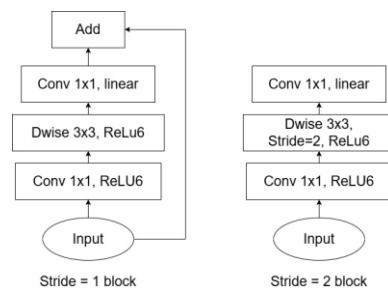 Add
Conv 1x1, linear
Dwise 3x3, ReLu6
Conv 1x1, ReLU6
Input
Stride = 1 block
Conv 1x1, linear
Dwise 3x3,
Stride=2, ReLu6
Conv 1x1, ReLU6
Input
Stride = 2 block